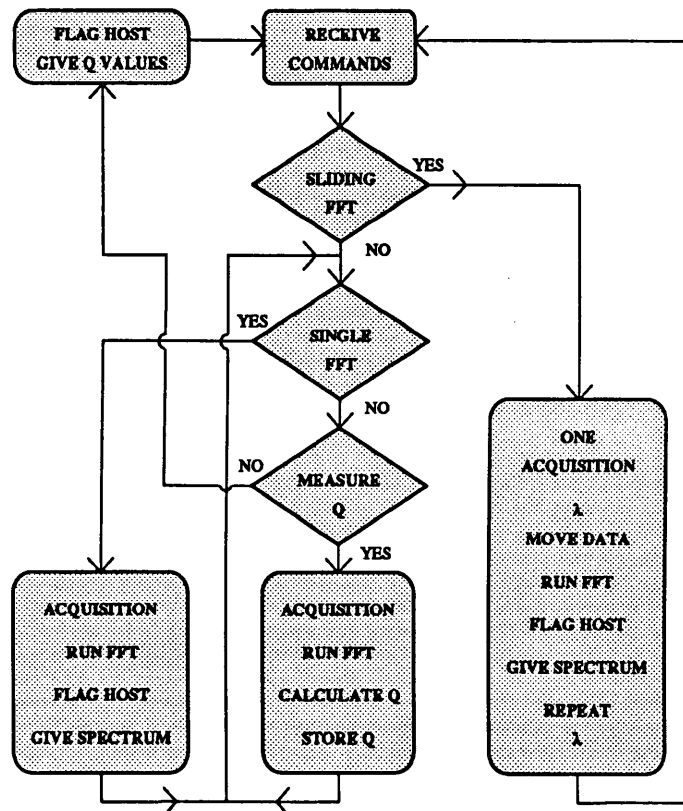 FLAG HOST
GIVE Q VALUES
RECEIVE
COMMANDS
SLIDING
FFT
YES
NO
SINGLE
FFT
YES
NO
MEASURE
Q
NO
YES
ACQUISITION
RUN FFT
FLAG HOST
GIVE SPECTRUM
ACQUISITION
RUN FFT
CALCULATE Q
STORE Q
ONE
ACQUISITION
λ
MOVE DATA
RUN FFT
FLAG HOST
GIVE SPECTRUM
REPEAT
λ